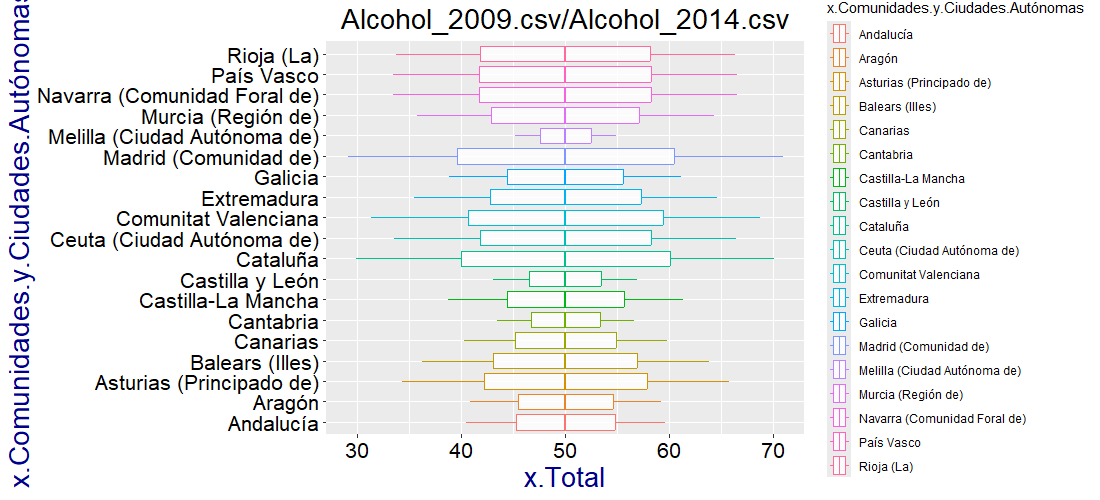 Alcohol_2009.csv/Alcohol_2014.csv
x.Comunidades.y.Ciudades.Autónomas
Rioja (La)
País Vasco
Navarra (Comunidad Foral de)
Murcia (Región de)
Melilla (Ciudad Autónoma de)
Madrid (Comunidad de)
Galicia
Extremadura
Comunitat Valenciana
Ceuta (Ciudad Autónoma de)
Cataluña
Castilla y León
Castilla-La Mancha
Cantabria
Canarias
Balears (Illes)
Asturias (Principado de)
Aragón
Andalucía
30 40 50 60 70
x.Total
x.Comunidades.y.Ciudades.Autónomas
Andalucía
Aragón
Asturias (Principado de)
Balears (Illes)
Canarias
Cantabria
Castilla-La Mancha
Castilla y León
Cataluña
Ceuta (Ciudad Autónoma de)
Comunitat Valenciana
Extremadura
Galicia
Madrid (Comunidad de)
Melilla (Ciudad Autónoma de)
Murcia (Región de)
Navarra (Comunidad Foral de)
País Vasco
Rioja (La)